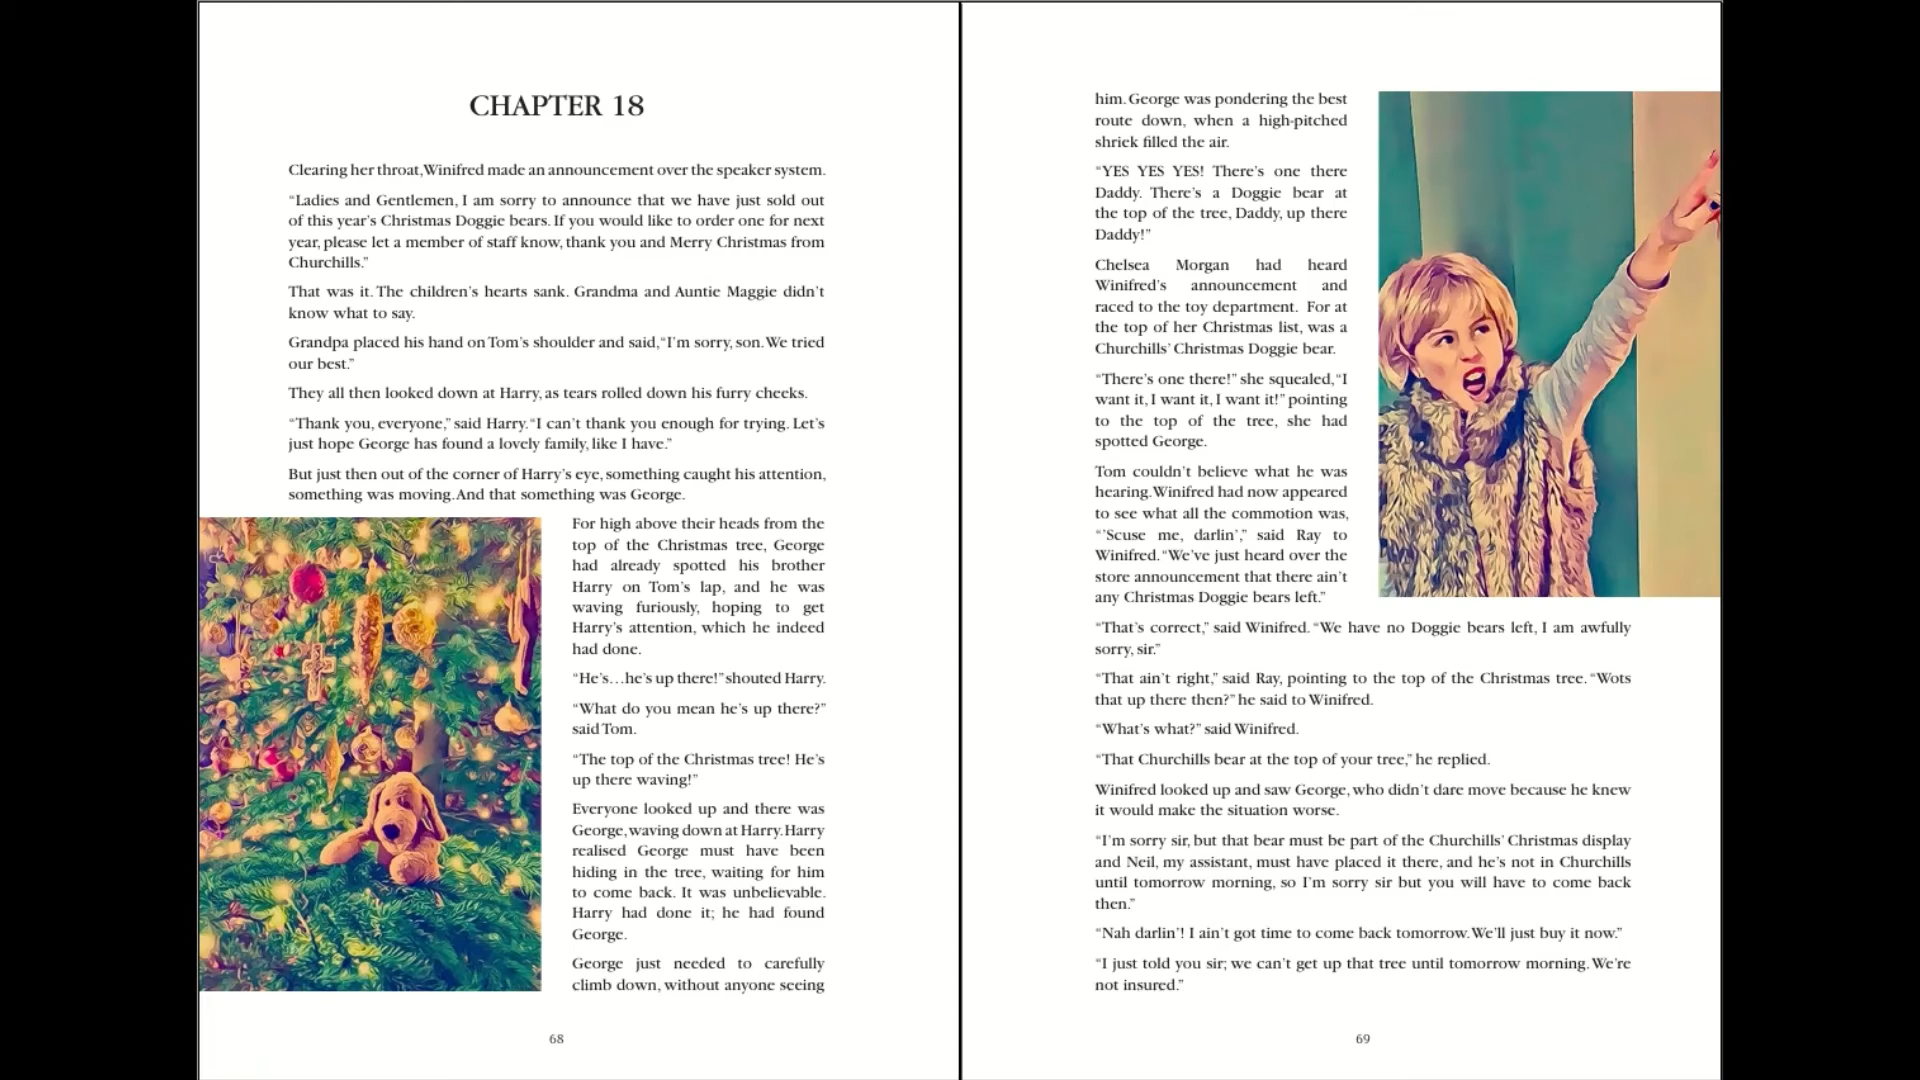 CHAPTER 18
Clearing her throat, Winifred made an announcement over the speaker system.
“Ladies and Gentlemen, I am sorry to announce that we have just sold out
of this year’s Christmas Doggie bears. If you would like to order one for next
year, please let a member of staff know, thank you and Merry Christmas from
Churchills.”
That was it. The children’s hearts sank. Grandma and Auntie Maggie didn’t
know what to say.
Grandpa placed his hand on Tom’s shoulder and said, “I’m sorry, son. We tried
our best.”
They all then looked down at Harry, as tears rolled down his furry cheeks.
“Thank you, everyone,” said Harry. “I can’t thank you enough for trying. Let’s
just hope George has found a lovely family, like I have.”
But just then out of the corner of Harry’s eye, something caught his attention,
something was moving. And that something was George.
For high above their heads from the
top of the Christmas tree, George
had already spotted his brother
Harry on Tom’s lap, and he was
waving furiously, hoping to get
Harry’s attention, which he indeed
had done.
“He’s…he’s up there!” shouted Harry.
“What do you mean he’s up there?”
said Tom.
“The top of the Christmas tree! He’s
up there waving!”
Everyone looked up and there was
George, waving down at Harry. Harry
realised George must have been
hiding in the tree, waiting for him
to come back. It was unbelievable.
Harry had done it; he had found
George.
George just needed to carefully
climb down, without anyone seeing
68
him. George was pondering the best
route down, when a high-pitched
shriek filled the air.
“YES YES YES! There’s one there
Daddy. There’s a Doggie bear at
the top of the tree, Daddy, up there
Daddy!”
Chelsea Morgan had heard
Winifred’s announcement and
raced to the toy department. For at
the top of her Christmas list, was a
Churchills’ Christmas Doggie bear.
“There’s one there!” she squealed, “I
want it, I want it, I want it!” pointing
to the top of the tree, she had
spotted George.
Tom couldn’t believe what he was
hearing. Winifred had now appeared
to see what all the commotion was,
“’Scuse me, darlin’,” said Ray to
Winifred. “We’ve just heard over the
store announcement that there ain’t
any Christmas Doggie bears left.”
“That’s correct,” said Winifred. “We have no Doggie bears left, I am awfully
sorry, sir.”
“That ain’t right,” said Ray, pointing to the top of the Christmas tree. “Wots
that up there then?” he said to Winifred.
“What’s what?” said Winifred.
“That Churchills bear at the top of your tree,” he replied.
Winifred looked up and saw George, who didn’t dare move because he knew
it would make the situation worse.
“I’m sorry sir, but that bear must be part of the Churchills’ Christmas display
and Neil, my assistant, must have placed it there, and he’s not in Churchills
until tomorrow morning, so I’m sorry sir but you will have to come back
then.”
“Nah darlin’! I ain’t got time to come back tomorrow. We’ll just buy it now.”
“I just told you sir; we can’t get up that tree until tomorrow morning. We’re
not insured.”
69